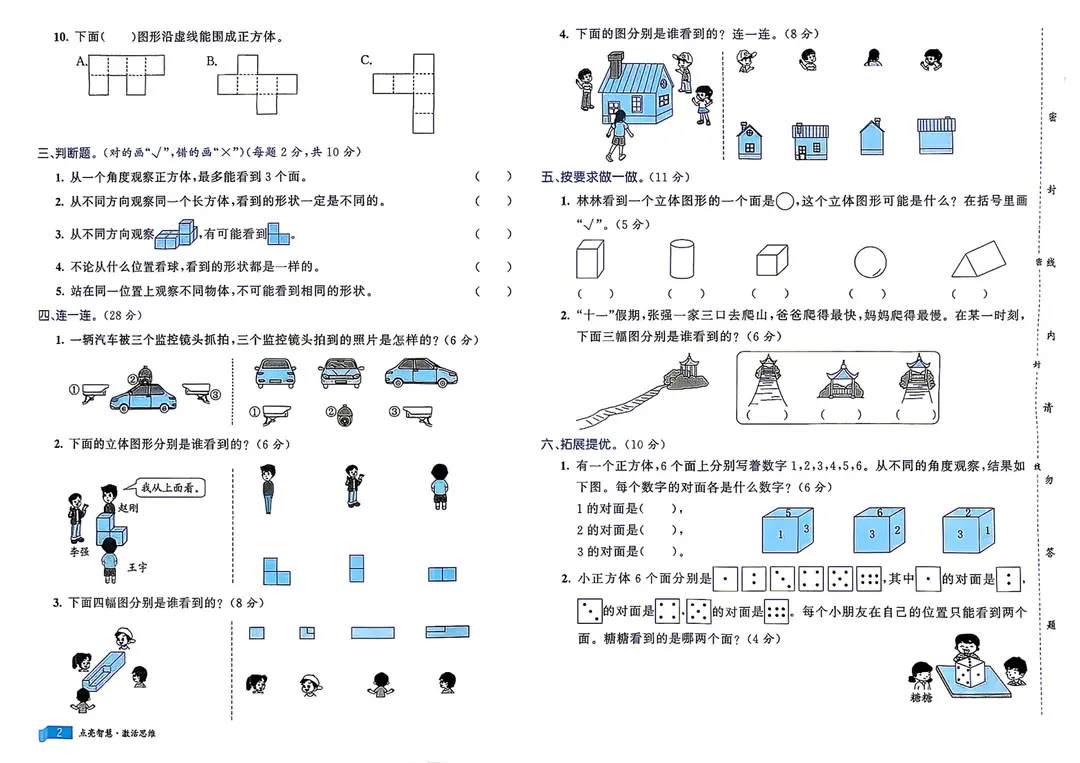 10. 下面(　　)图形沿虚线能围成正方体。
A.　B.　C.
三、判断题。(对的画“√”,错的画“×”)(每题 2 分,共 10 分)
1. 从一个角度观察正方体,最多能看到 3 个面。(　　)
2. 从不同方向观察同一个长方体,看到的形状一定是不同的。(　　)
3. 从不同方向观察,有可能看到。(　　)
4. 不论从什么位置看球,看到的形状都是一样的。(　　)
5. 站在同一位置上观察不同物体,不可能看到相同的形状。(　　)
四、连一连。(28 分)
1. 一辆汽车被三个监控镜头抓拍,三个监控镜头拍到的照片是怎样的?(6 分)
① ② ③
① ② ③
2. 下面的立体图形分别是谁看到的?(6 分)
我从上面看。
赵刚
李强
王宇
3. 下面四幅图分别是谁看到的?(8 分)
2 点亮智慧·激活思维
4. 下面的图分别是谁看到的? 连一连。(8 分)
五、按要求做一做。(11 分)
1. 林林看到一个立体图形的一个面是,这个立体图形可能是什么? 在括号里画
“√”。(5 分)
(　　) (　　) (　　) (　　) (　　)
2. “十一”假期,张强一家三口去爬山,爸爸爬得最快,妈妈爬得最慢。在某一时刻,
下面三幅图分别是谁看到的?(6 分)
(　　) (　　) (　　)
六、拓展提优。(10 分)
1. 有一个正方体,6 个面上分别写着数字 1,2,3,4,5,6。从不同的角度观察,结果如
下图。每个数字的对面各是什么数字?(6 分)
1 的对面是(　　),
2 的对面是(　　),
3 的对面是(　　)。
5 1 3
6 3 2
2 3 1
2. 小正方体 6 个面分别是,其中的对面是,
的对面是,的对面是。每个小朋友在自己的位置只能看到两个
面。糖糖看到的是哪两个面?(4 分)
糖糖
密 封 线 内 请 勿 答 题
密 封 线